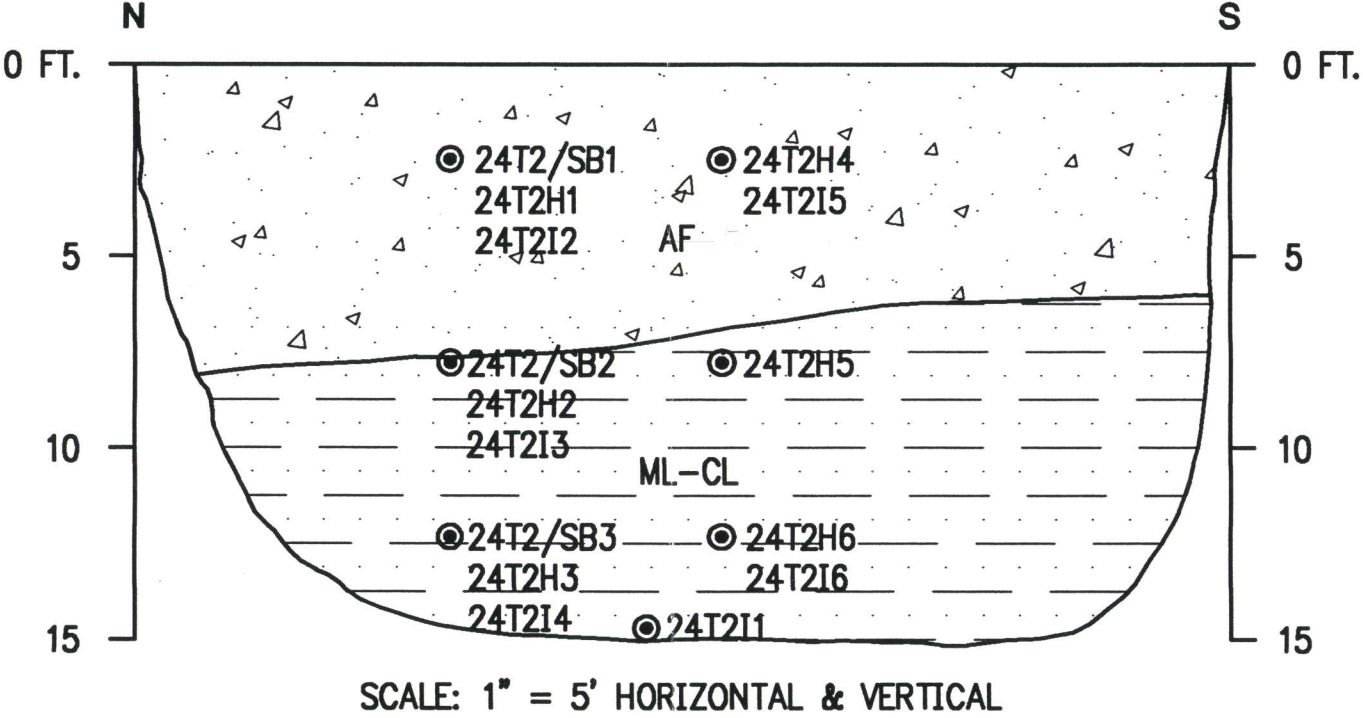 N S
0 FT. 0 FT.
24T2/SB1 24T2H4
24T2H1 24T2I5
24T2I2 AF
5 5
24T2/SB2 24T2H5
24T2H2
24T2I3
10 10
ML-CL
24T2/SB3 24T2H6
24T2H3 24T2I6
24T2I4 24T2I1
15 15
SCALE: 1" = 5' HORIZONTAL & VERTICAL